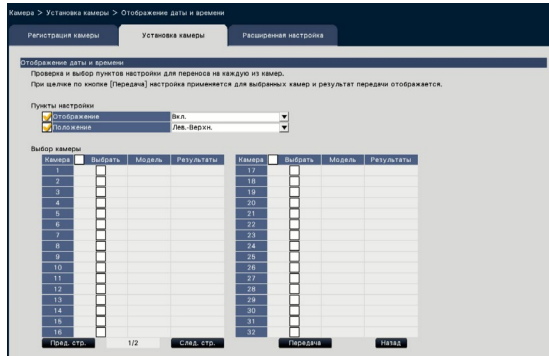 Камера > Установка камеры > Отображение даты и времени
Регистрация камеры Установка камеры Расширенная настройка
Отображение даты и времени
Проверка и выбор пунктов настройки для переноса на каждую из камер.
При щелчке по кнопке [Передача] настройка применяется для выбранных камер и результат передачи отображается.
Пункты настройки
Отображение Вкл.
Положение Лев.-Верхн.
Выбор камеры
Камера Выбрать Модель Результаты Камера Выбрать Модель Результаты
1 17
2 18
3 19
4 20
5 21
6 22
7 23
8 24
9 25
10 26
11 27
12 28
13 29
14 30
15 31
16 32
Пред. стр. 1/2 След. стр. Передача Назад